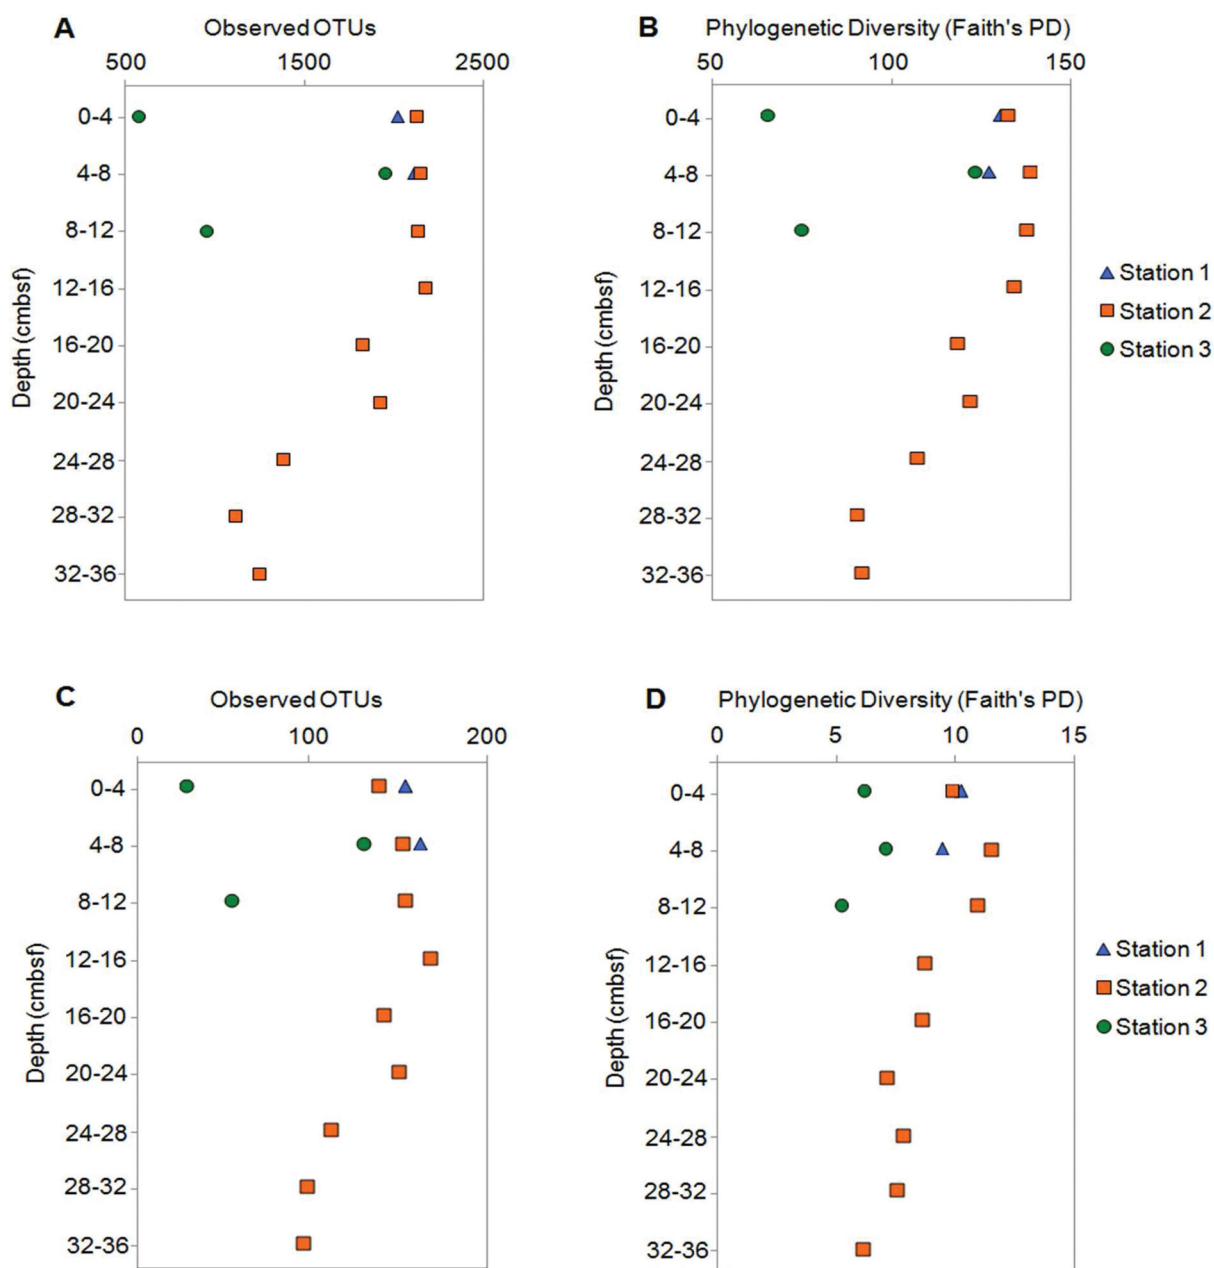 A Observed OTUs
500 1500 2500
0-4
4-8
8-12
12-16
16-20
20-24
24-28
28-32
32-36
Depth (cmbsf)
B Phylogenetic Diversity (Faith's PD)
50 100 150
0-4
4-8
8-12
12-16
16-20
20-24
24-28
28-32
32-36
Depth (cmbsf)
Station 1
Station 2
Station 3
C Observed OTUs
0 100 200
0-4
4-8
8-12
12-16
16-20
20-24
24-28
28-32
32-36
Depth (cmbsf)
D Phylogenetic Diversity (Faith's PD)
0 5 10 15
0-4
4-8
8-12
12-16
16-20
20-24
24-28
28-32
32-36
Depth (cmbsf)
Station 1
Station 2
Station 3